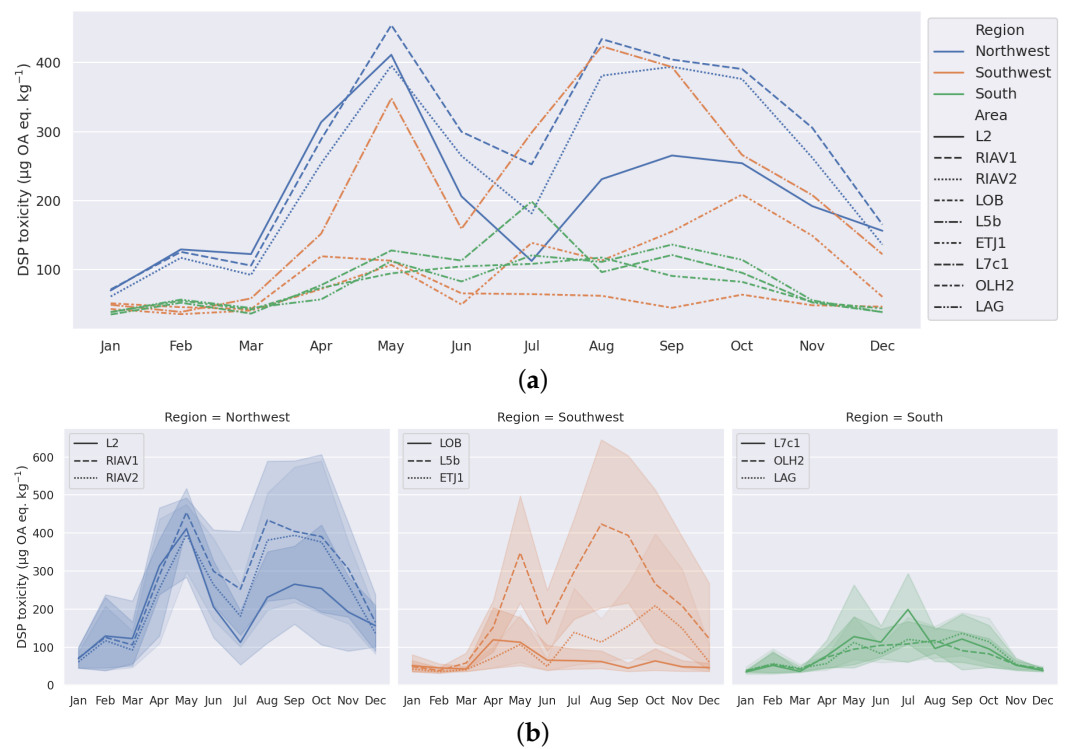 DSP toxicity (μg OA eq. kg⁻¹)
400
300
200
100
Jan Feb Mar Apr May Jun Jul Aug Sep Oct Nov Dec
Region
Northwest
Southwest
South
Area
L2
RIAV1
RIAV2
LOB
L5b
ETJ1
L7c1
OLH2
LAG
(a)
Region = Northwest Region = Southwest Region = South
DSP toxicity (μg OA eq. kg⁻¹)
600
500
400
300
200
100
0
L2
RIAV1
RIAV2
LOB
L5b
ETJ1
L7c1
OLH2
LAG
Jan Feb Mar Apr May Jun Jul Aug Sep Oct Nov Dec Jan Feb Mar Apr May Jun Jul Aug Sep Oct Nov Dec Jan Feb Mar Apr May Jun Jul Aug Sep Oct Nov Dec
(b)